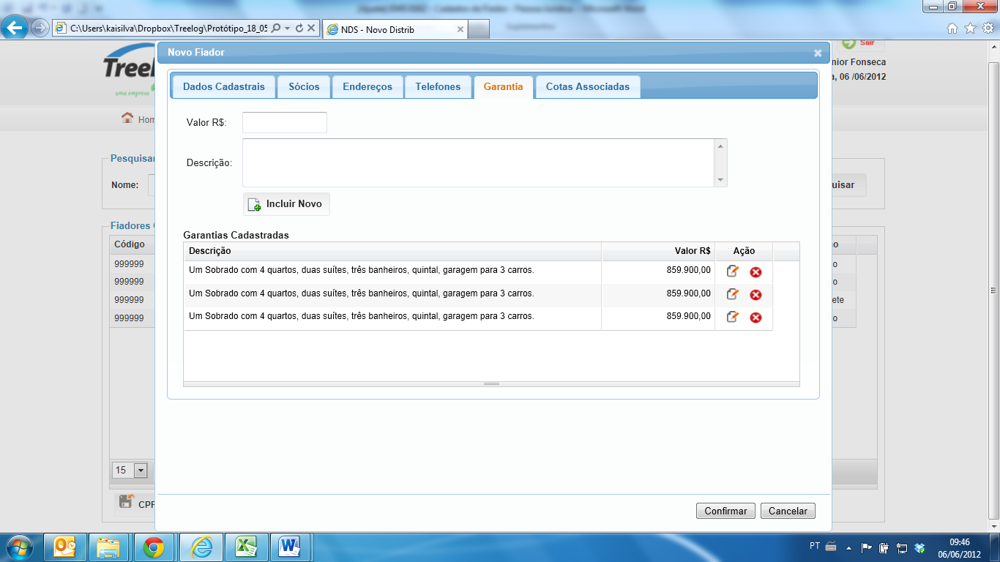 C:\Users\kaisilva\Dropbox\Treelog\Protótipo_18_05
NDS - Novo Distrib
Novo Fiador
Treel
uma empresa
Sair
nior Fonseca
a, 06 /06/2012
Dados Cadastrais
Sócios
Endereços
Telefones
Garantia
Cotas Associadas
Hom
Valor R$:
Descrição:
Incluir Novo
Pesquisar
Nome:
uisar
Fiadores
Código
999999
999999
999999
999999
o
o
o
ete
o
Garantias Cadastradas
Descrição Valor R$ Ação
Um Sobrado com 4 quartos, duas suítes, três banheiros, quintal, garagem para 3 carros. 859.900,00
Um Sobrado com 4 quartos, duas suítes, três banheiros, quintal, garagem para 3 carros. 859.900,00
Um Sobrado com 4 quartos, duas suítes, três banheiros, quintal, garagem para 3 carros. 859.900,00
15
CPF
Confirmar
Cancelar
PT
09:46
06/06/2012